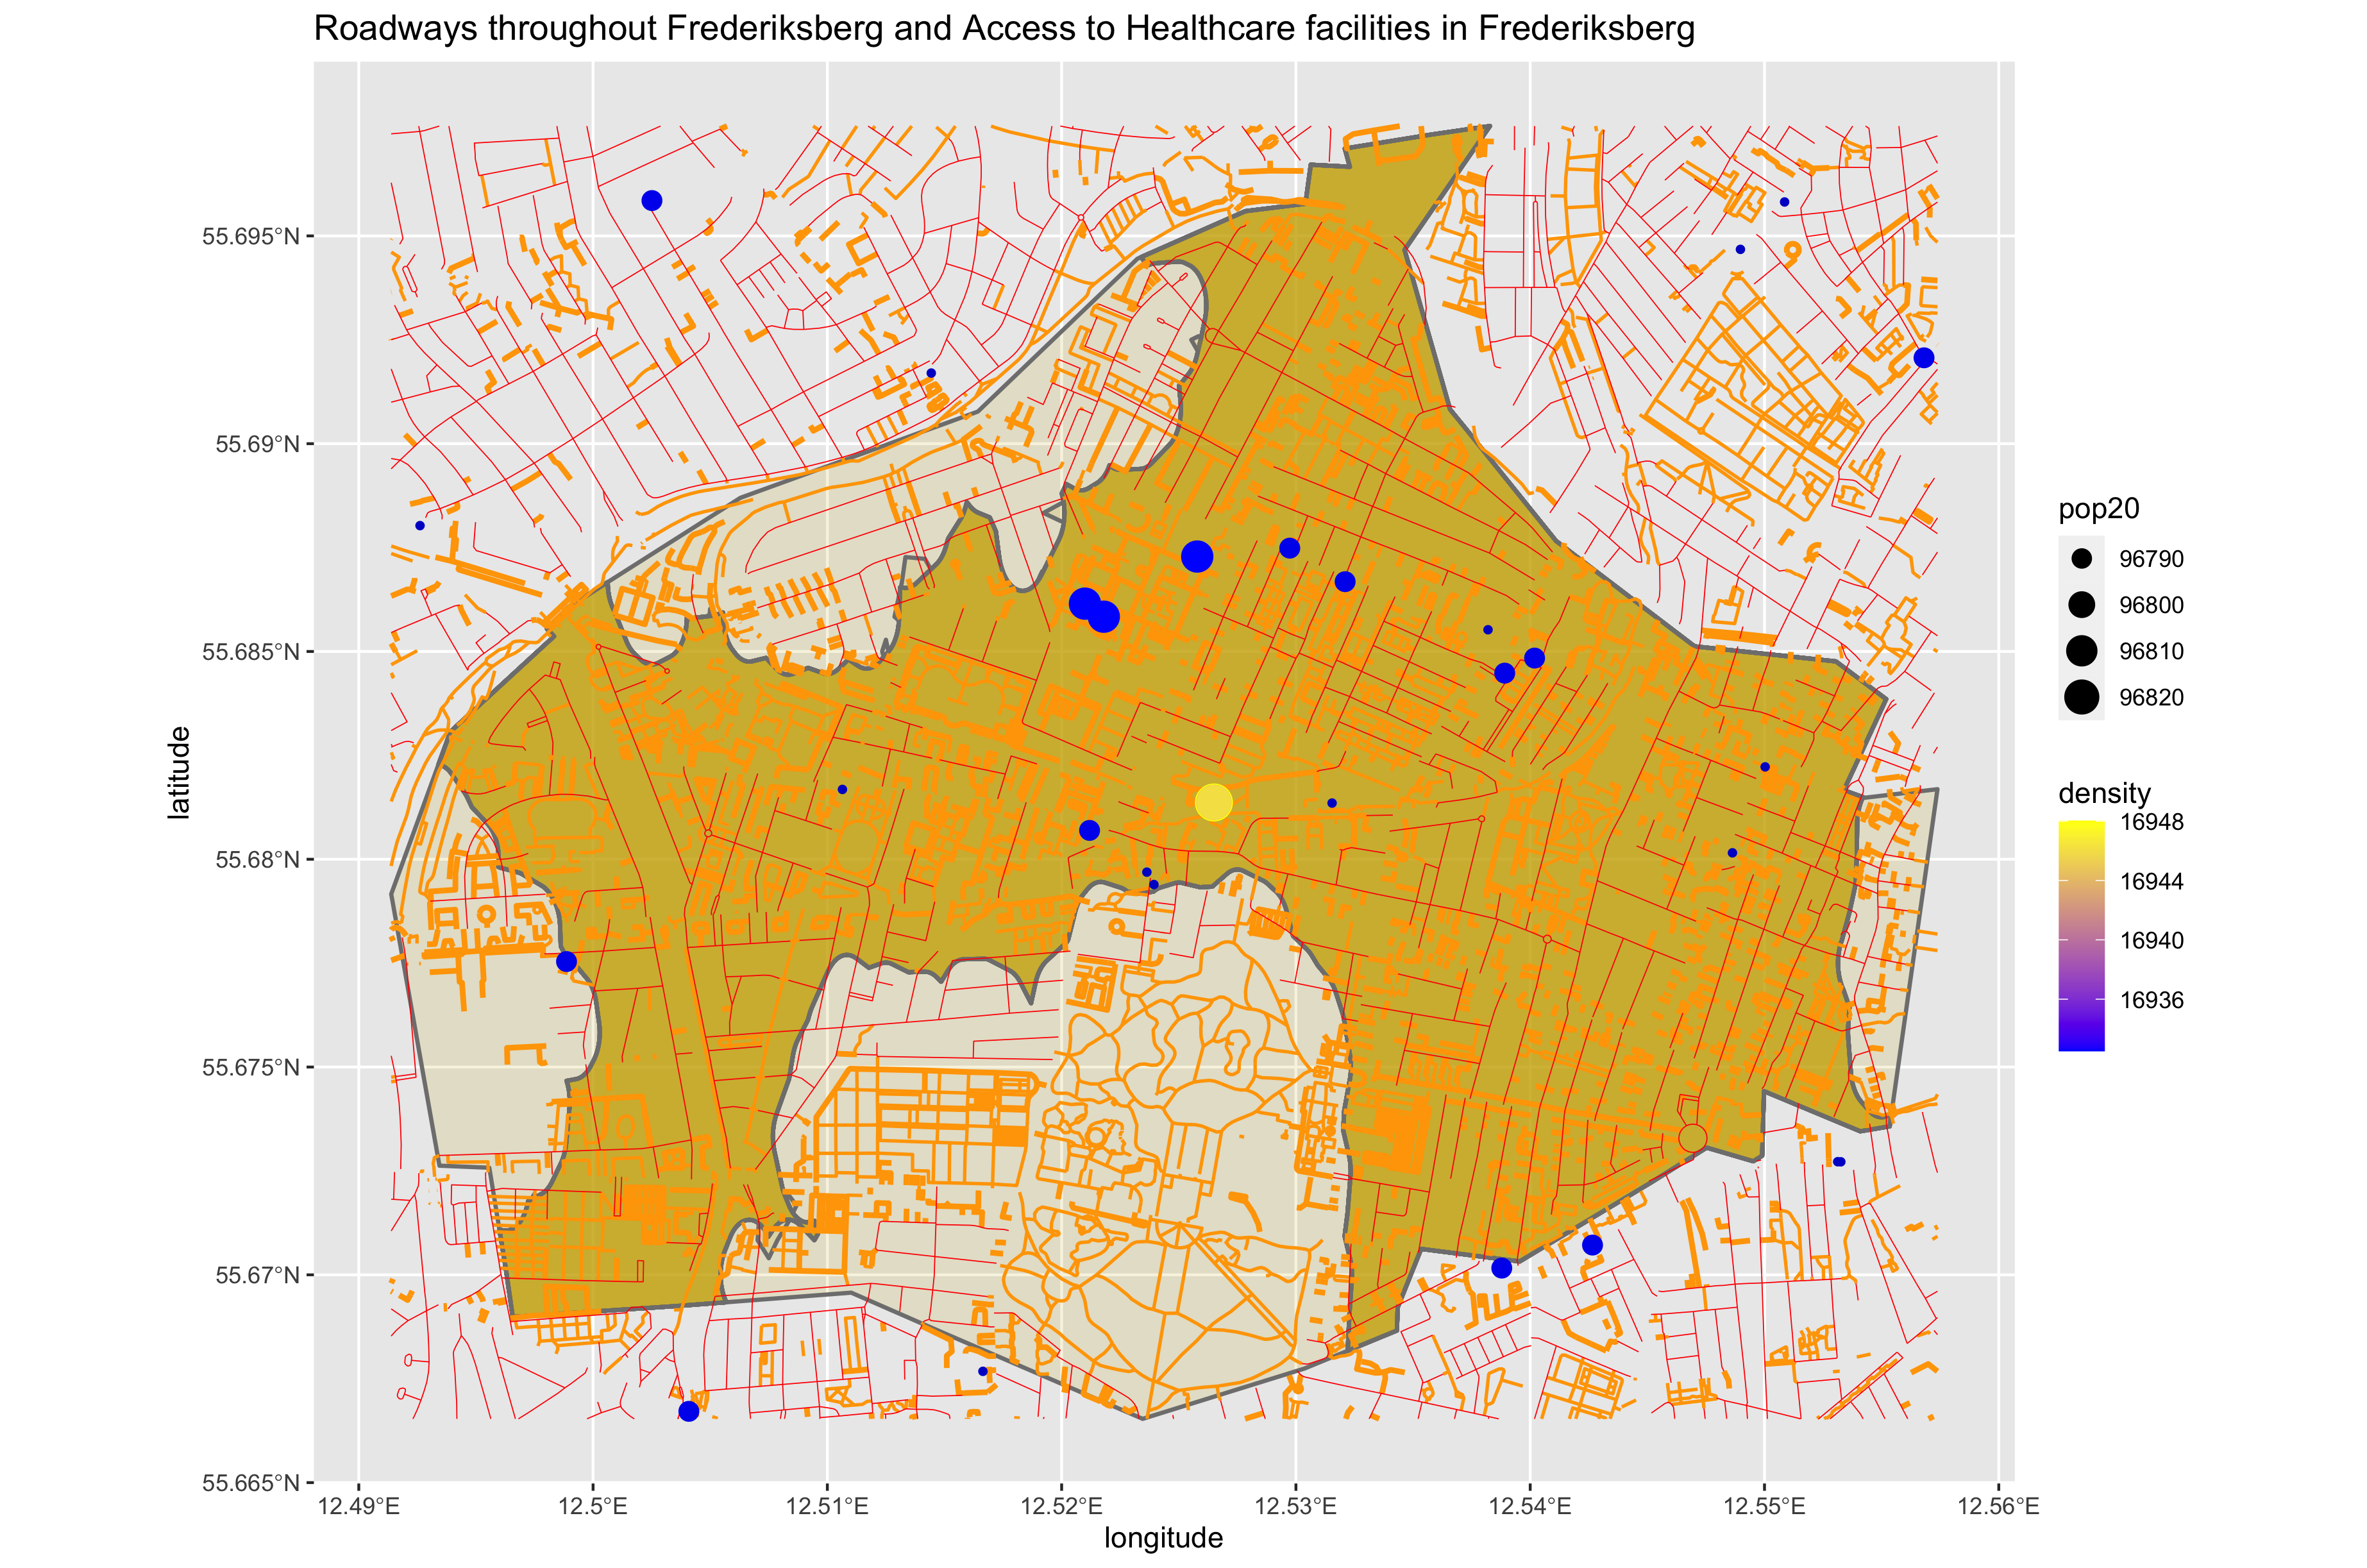 Roadways throughout Frederiksberg and Access to Healthcare facilities in Frederiksberg
55.695°N
55.69°N
55.685°N
55.68°N
55.675°N
55.67°N
55.665°N
latitude
12.49°E
12.5°E
12.51°E
12.52°E
12.53°E
12.54°E
12.55°E
12.56°E
longitude
pop20
96790
96800
96810
96820
density
16948
16944
16940
16936